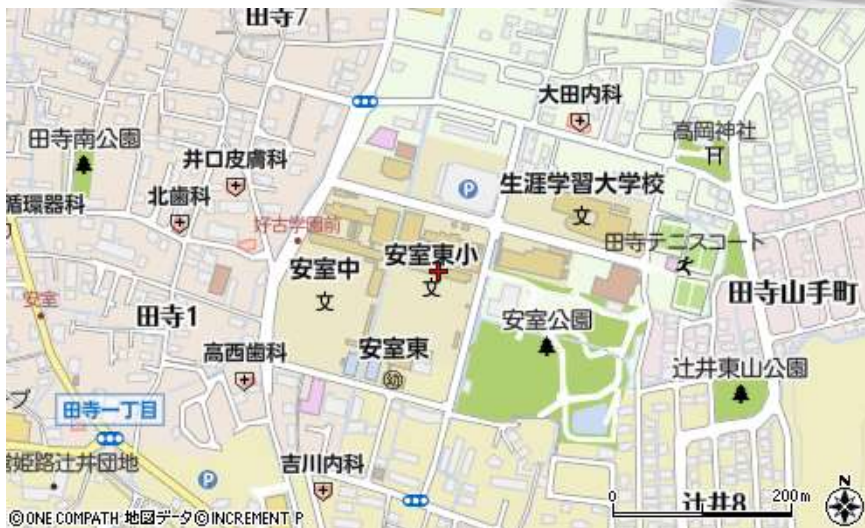 田寺7
大田内科
高岡神社
田寺南公園
井口皮膚科
生涯学習大学校
北歯科
循環器科
P
好古学園前
安室東小
文
田寺テニスコート
安室中
文
文
田寺山手町
安室
田寺1
安室公園
安室東
高西歯科
辻井東山公園
田寺一丁目
営姫路辻井団地
P
吉川内科
辻井8
0
200m
N
©ONE COMPATH 地図データ©INCREMENT P